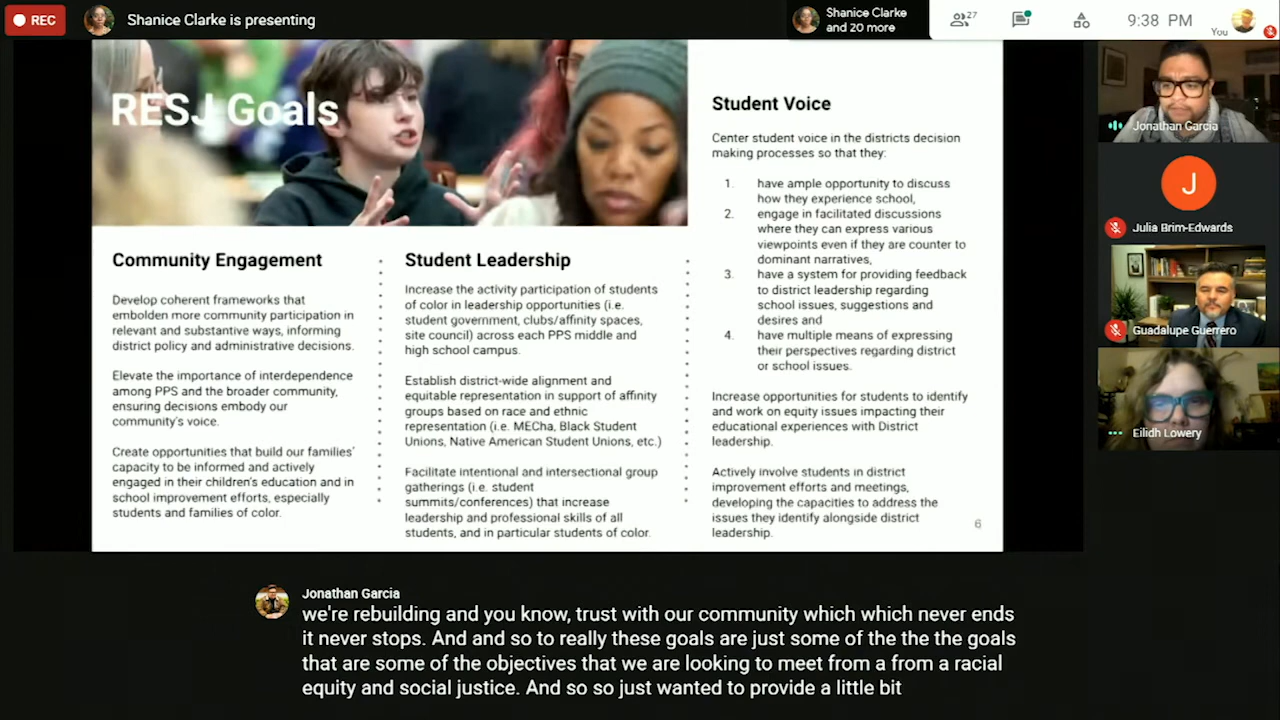 REC
Shanice Clarke is presenting
Shanice Clarke
and 20 more
27
9:38 PM
You
RESJ Goals
Community Engagement
Develop coherent frameworks that
embolden more community participation in
relevant and substantive ways, informing
district policy and administrative decisions.
Elevate the importance of interdependence
among PPS and the broader community,
ensuring decisions embody our
community's voice.
Create opportunities that build our families'
capacity to be informed and actively
engaged in their children's education and in
school improvement efforts, especially
students and families of color.
Student Leadership
Increase the activity participation of students
of color in leadership opportunities (i.e.
student government, clubs/affinity spaces,
site council) across each PPS middle and
high school campus.
Establish district-wide alignment and
equitable representation in support of affinity
groups based on race and ethnic
representation (i.e. MECha, Black Student
Unions, Native American Student Unions, etc.)
Facilitate intentional and intersectional group
gatherings (i.e. student
summits/conferences) that increase
leadership and professional skills of all
students, and in particular students of color.
Student Voice
Center student voice in the districts decision
making processes so that they:
1. have ample opportunity to discuss
how they experience school,
2. engage in facilitated discussions
where they can express various
viewpoints even if they are counter to
dominant narratives,
3. have a system for providing feedback
to district leadership regarding
school issues, suggestions and
desires and
4. have multiple means of expressing
their perspectives regarding district
or school issues.
Increase opportunities for students to identify
and work on equity issues impacting their
educational experiences with District
leadership.
Actively involve students in district
improvement efforts and meetings,
developing the capacities to address the
issues they identify alongside district
leadership.
6
Jonathan Garcia
J
Julia Brim-Edwards
Guadalupe Guerrero
Eilidh Lowery
Jonathan Garcia
we're rebuilding and you know, trust with our community which which never ends
it never stops. And and so to really these goals are just some of the the the goals
that are some of the objectives that we are looking to meet from a from a racial
equity and social justice. And so so just wanted to provide a little bit